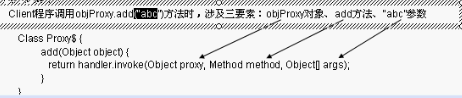 Client程序调用objProxy.add("abc")方法时，涉及三要素：objProxy对象、add方法、"abc"参数
Class Proxy$ {
add(Object object) {
return handler.invoke(Object proxy, Method method, Object[] args);
}
}